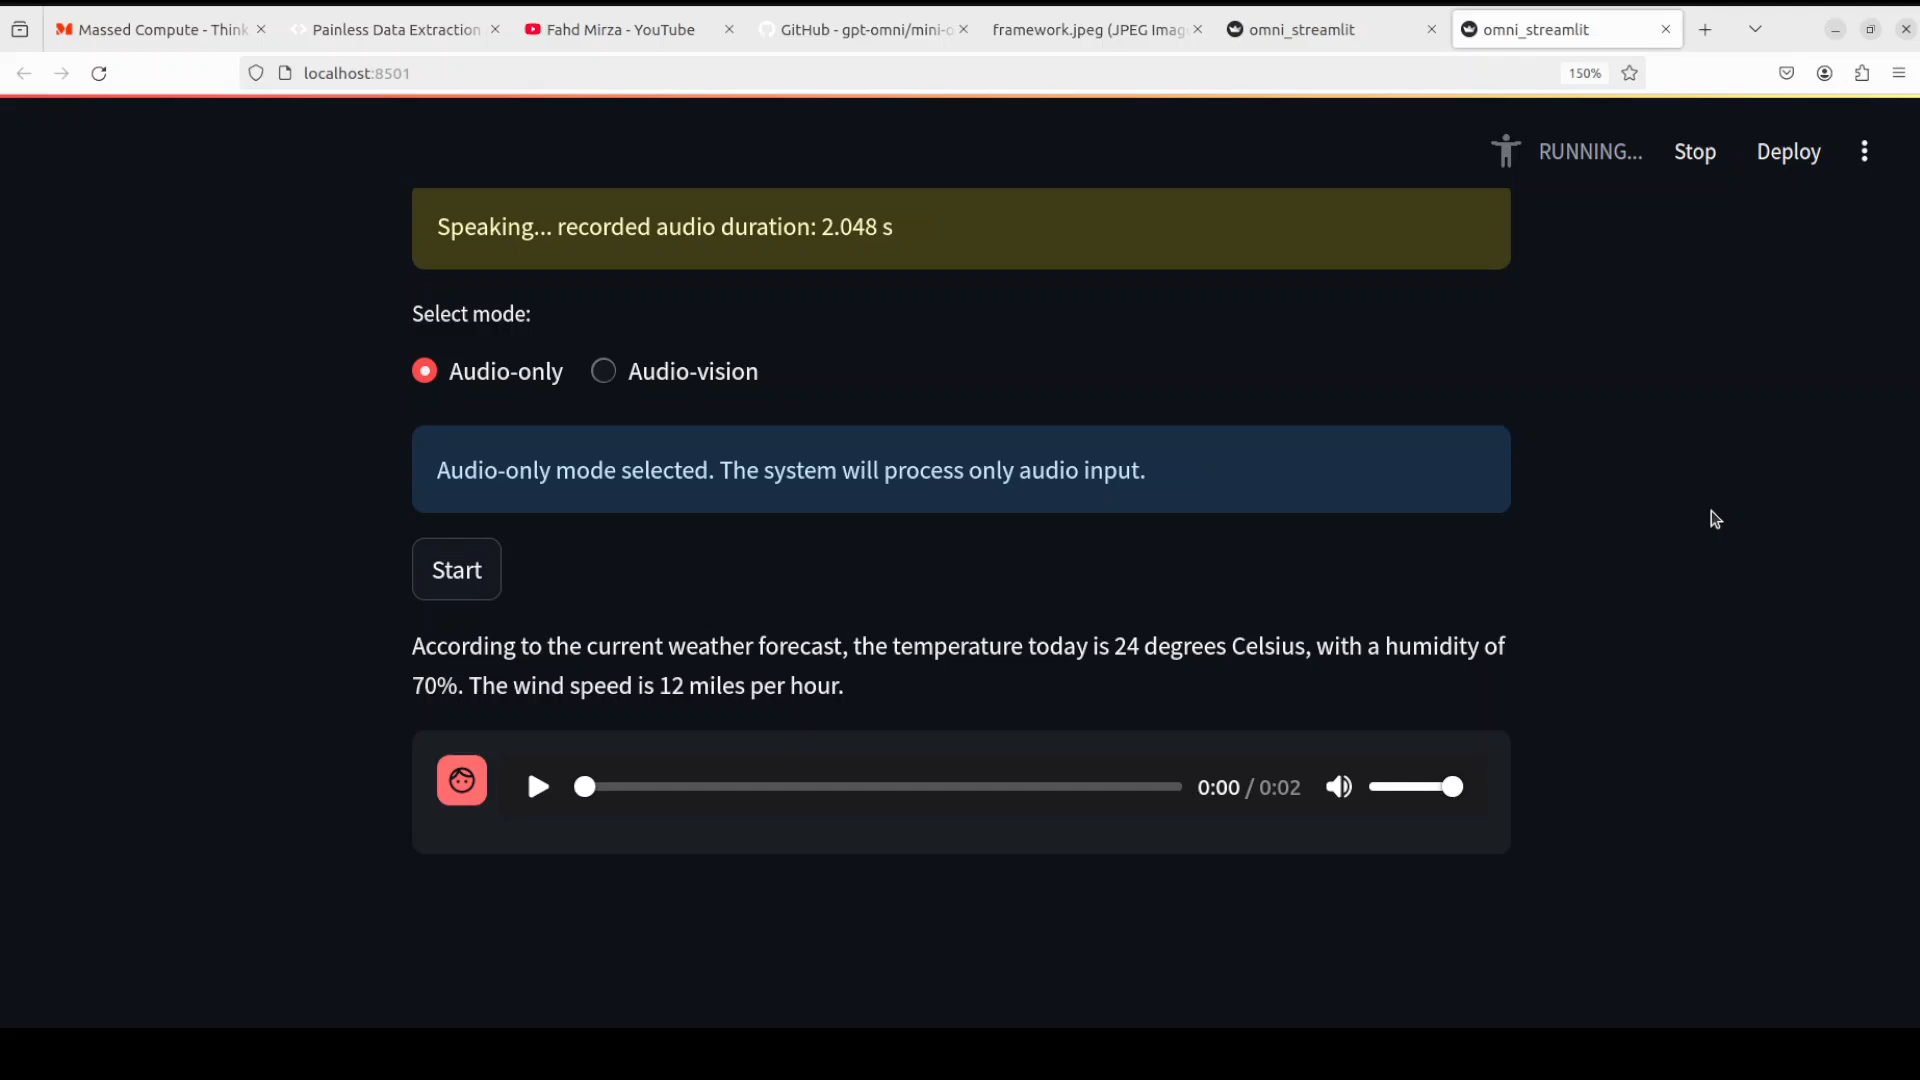 Massed Compute - Think
Painless Data Extraction
Fahd Mirza - YouTube
GitHub - gpt-omni/mini-o
framework.jpeg (JPEG Imag
omni_streamlit
omni_streamlit
localhost:8501
150%
RUNNING...
Stop
Deploy
Speaking... recorded audio duration: 2.048 s
Select mode:
Audio-only
Audio-vision
Audio-only mode selected. The system will process only audio input.
Start
According to the current weather forecast, the temperature today is 24 degrees Celsius, with a humidity of
70%. The wind speed is 12 miles per hour.
0:00 / 0:02